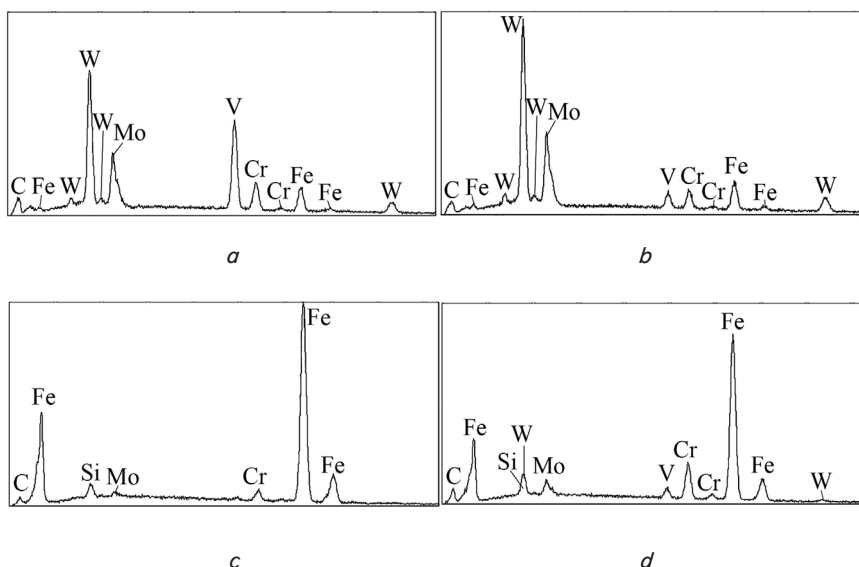 C Fe W W W Mo V Cr Cr Fe Fe W
a
C Fe W W W Mo V Cr Cr Fe Fe W
b
C Fe Si Mo Cr Fe Fe
c
C Fe Si W Mo V Cr Cr Fe Fe W
d